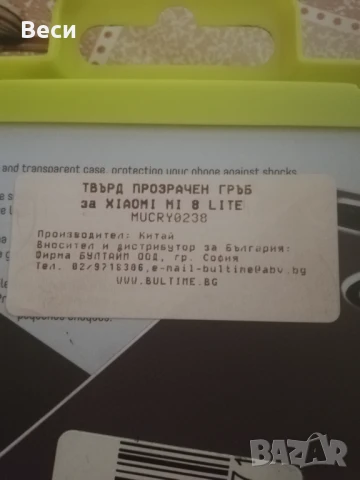 Веси
and transparent case, protecting your phone against shocks
ТВЪРД ПРОЗРАЧЕН ГРЪБ
за XIAOMI MI 8 LITE
MUCRY0238
Производител: Китай
Вносител и дистрибутор за България:
Фирма БУЛТАЙМ ООД, гр. София
Тел. 02/9718306,e-mail-bultime@abv.bg
WWW.BULTIME.BG
BAZAR